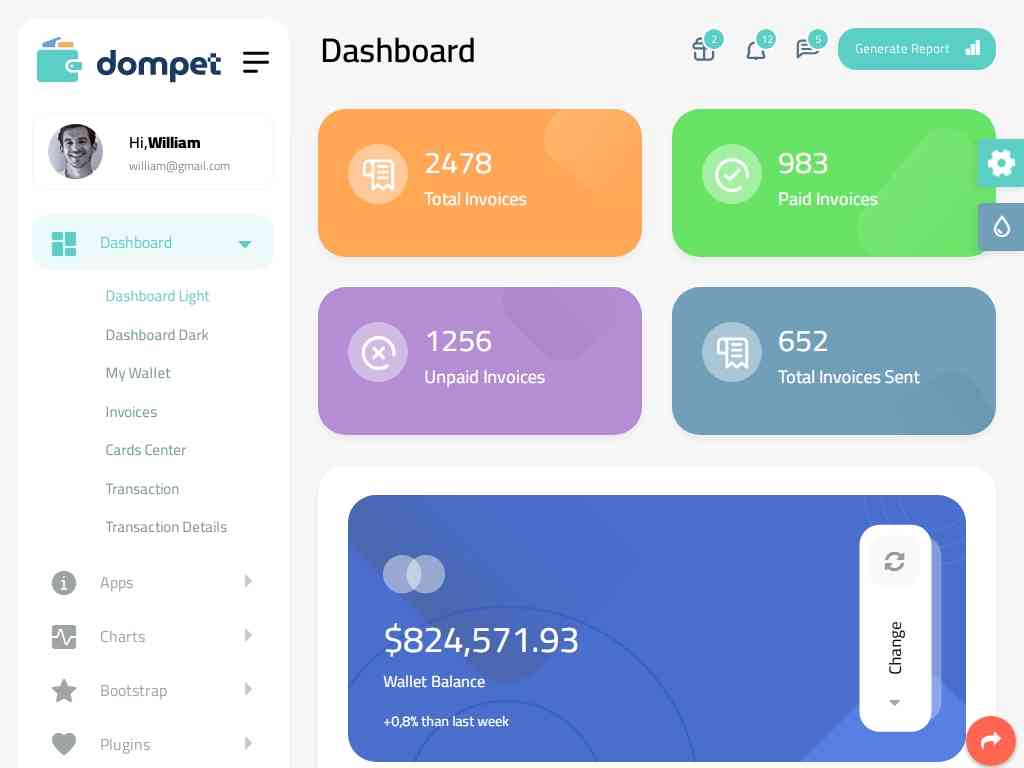 dompet
Dashboard
2
12
5
Generate Report
Hi,William
william@gmail.com
Dashboard
Dashboard Light
Dashboard Dark
My Wallet
Invoices
Cards Center
Transaction
Transaction Details
Apps
Charts
Bootstrap
Plugins
2478
Total Invoices
983
Paid Invoices
1256
Unpaid Invoices
652
Total Invoices Sent
$824,571.93
Wallet Balance
+0,8% than last week
Change